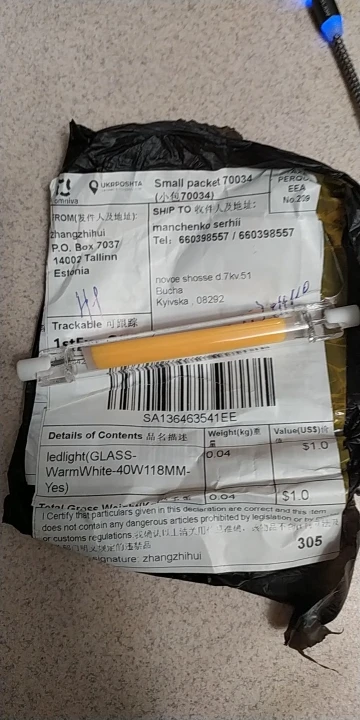 omniva
UKRPOSHTA
Small packet 70034
(小包70034)
EEA
No.209
FROM(发件人及地址):
zhangzhihui
P.O. Box 7037
14002 Tallinn
Estonia
SHIP TO 收件人及地址:
manchenko serhii
Tel: 660398557 / 660398557
novoe shosse d.7kv.51
Bucha
Kyivska , 08292
Trackable 可跟踪
SA136463541EE
Details of Contents 品名描述
Weight(kg)重量
Value(US$)价值
ledlight(GLASS-
WarmWhite-40W118MM-
Yes)
0.04
$1.0
Total Gross Weight
0.04
$1.0
I Certify that particulars given in this declaration are correct and this item
does not contain any dangerous articles prohibited by legislation or by
or customs regulations.
signature: zhangzhihui
305